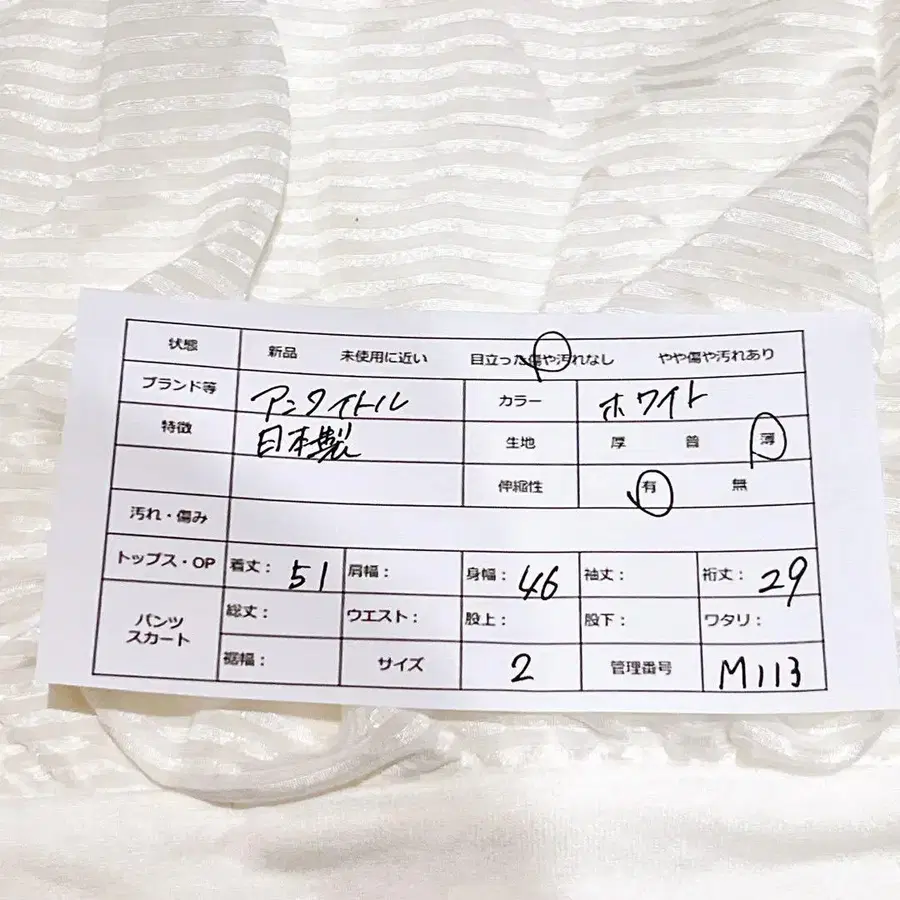 状態 新品 未使用に近い 目立った傷や汚れなし やや傷や汚れあり
ブランド等 アンタイトル カラー ホワイト
特徴 日本製 生地 厚 普 薄
伸縮性 有 無
汚れ・傷み
トップス・OP 着丈： 51 肩幅： 身幅： 46 袖丈： 裄丈： 29
パンツ スカート 総丈： ウエスト： 股上： 股下： ワタリ：
裾幅： サイズ 2 管理番号 M113